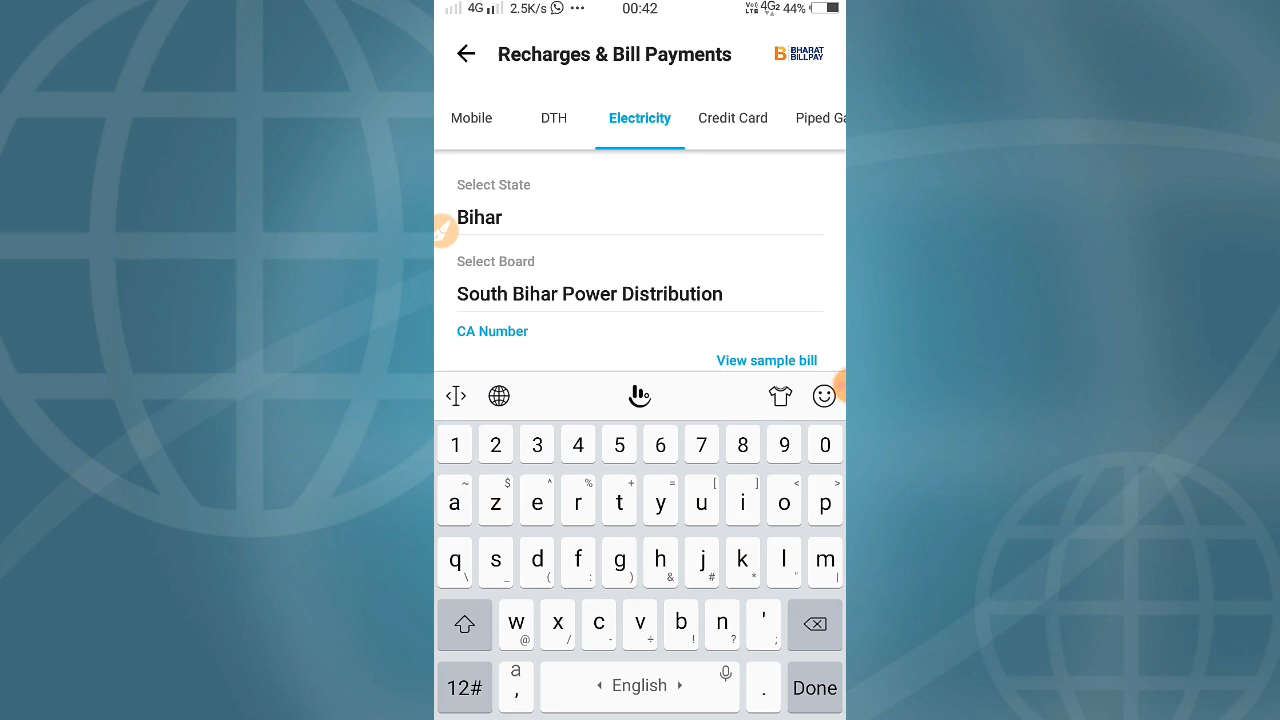 4G 2.5K/s ••• 00:42 VoLTE 4G2 44%
Recharges & Bill Payments B BHARAT BILLPAY
Mobile DTH Electricity Credit Card Piped Ga
Select State
Bihar
Select Board
South Bihar Power Distribution
CA Number
View sample bill
1 2 3 4 5 6 7 8 9 0
~ $ ^ % + = [ ] < >
a z e r t y u i o p
q s d f g h j k l m
\ _ ( : ) & # * " |
w x c v b n '
@ / - ÷ ! ? ;
12# a , English . Done